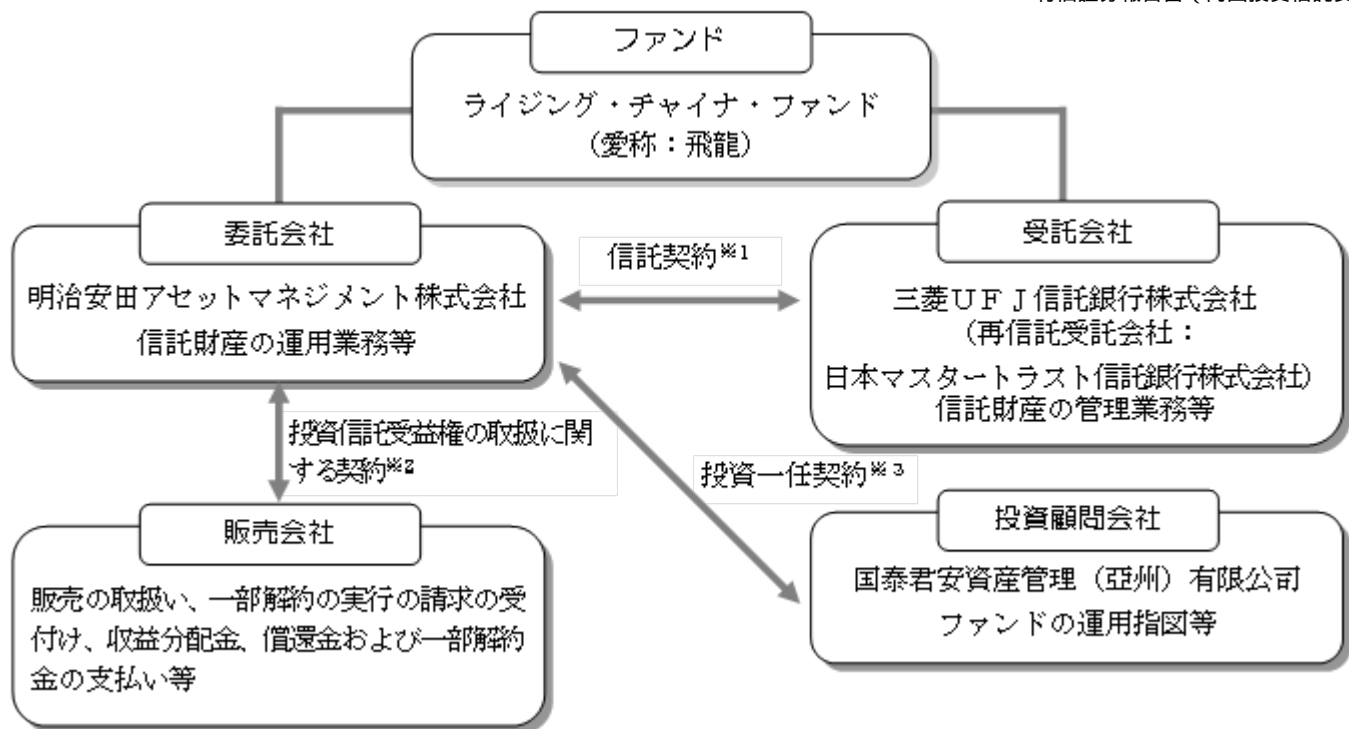 ファンド
ライジング・チャイナ・ファンド
（愛称：飛龍）
委託会社
明治安田アセットマネジメント株式会社
信託財産の運用業務等
信託契約※1
受託会社
三菱ＵＦＪ信託銀行株式会社
（再信託受託会社：
日本マスタートラスト信託銀行株式会社）
信託財産の管理業務等
投資信託受益権の取扱に関
する契約※2
投資一任契約※3
販売会社
販売の取扱い、一部解約の実行の請求の受
付け、収益分配金、償還金および一部解約
金の支払い等
投資顧問会社
国泰君安資産管理（亞州）有限公司
ファンドの運用指図等